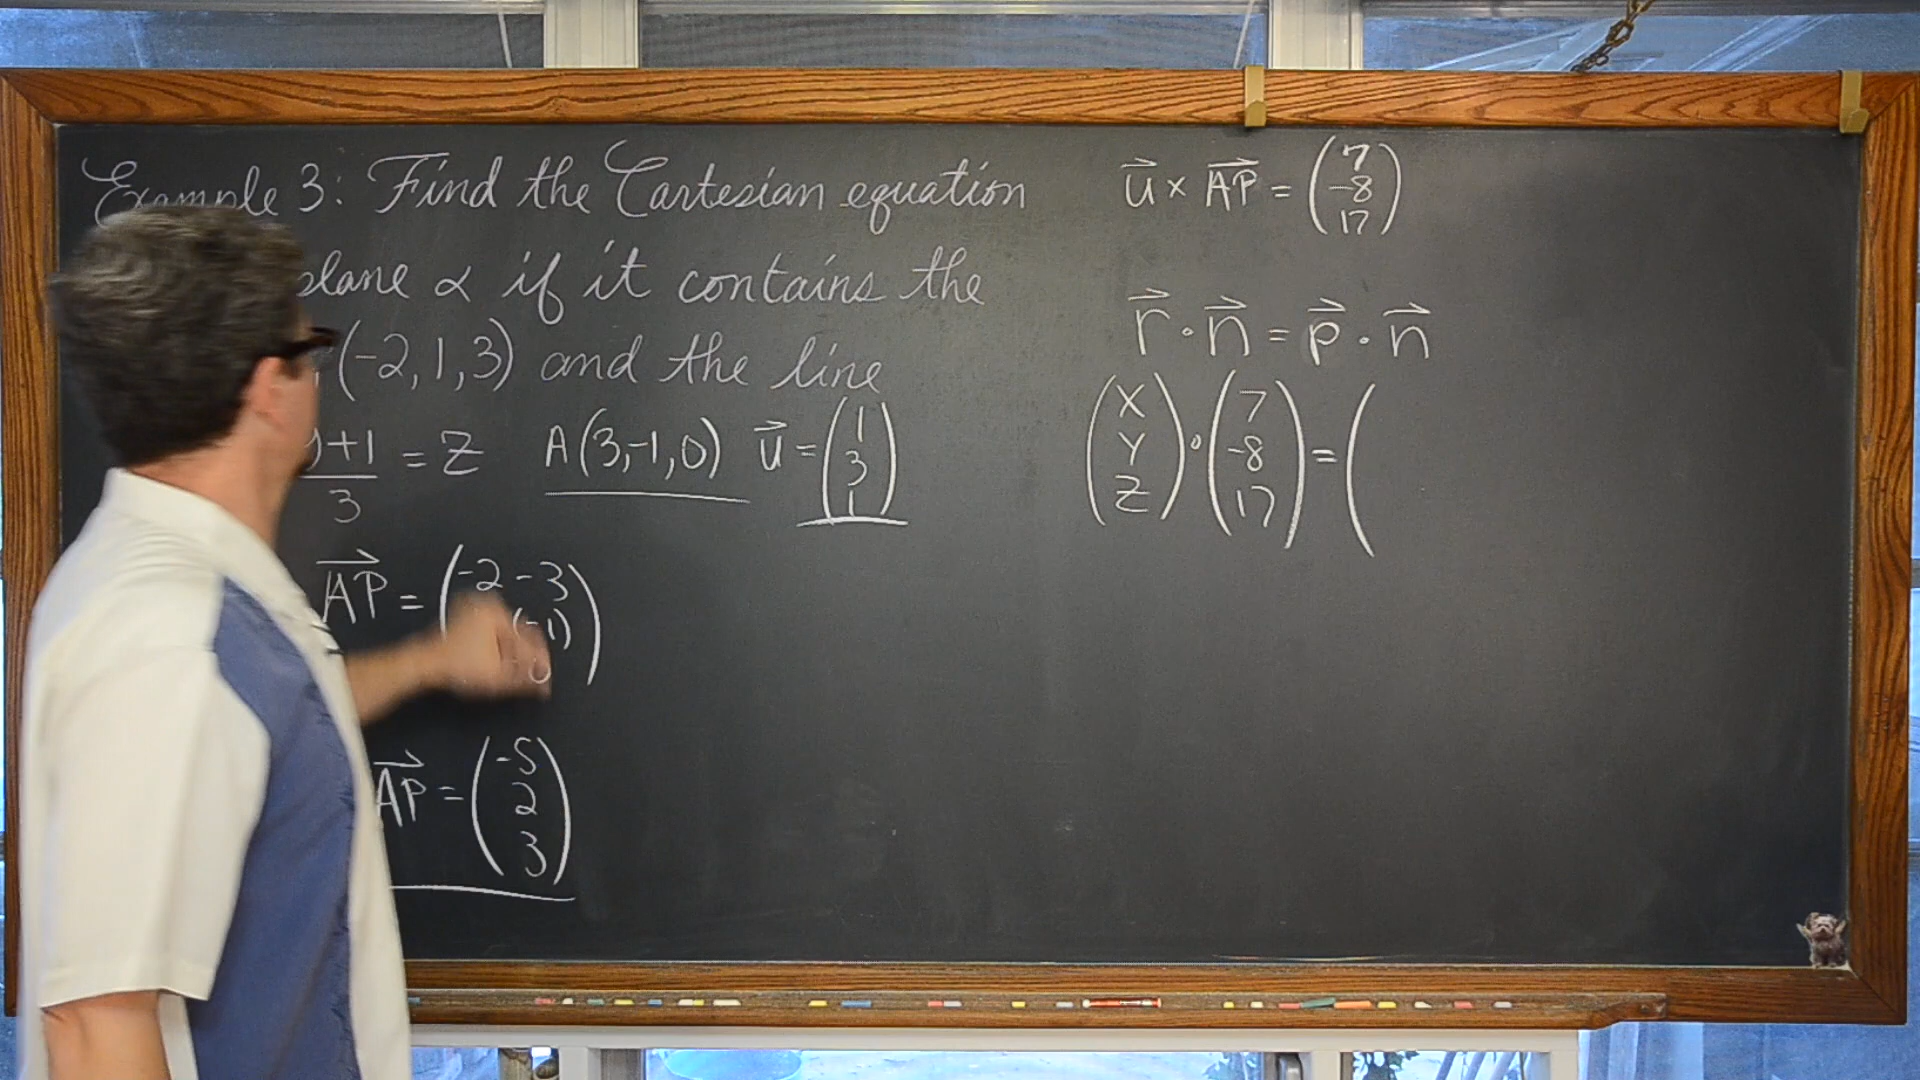 Example 3: Find the Cartesian equation
plane α if it contains the
(-2,1,3) and the line
+1
3
= Z A(3,-1,0) u⃗ = (1
3
1)
AP⃗ = (-2 - 3
(-1)
AP⃗ = (-5
2
3)
u⃗ × AP⃗ = (7
-8
17)
r⃗ · n⃗ = p⃗ · n⃗
(X
Y
Z) · (7
-8
17) = (